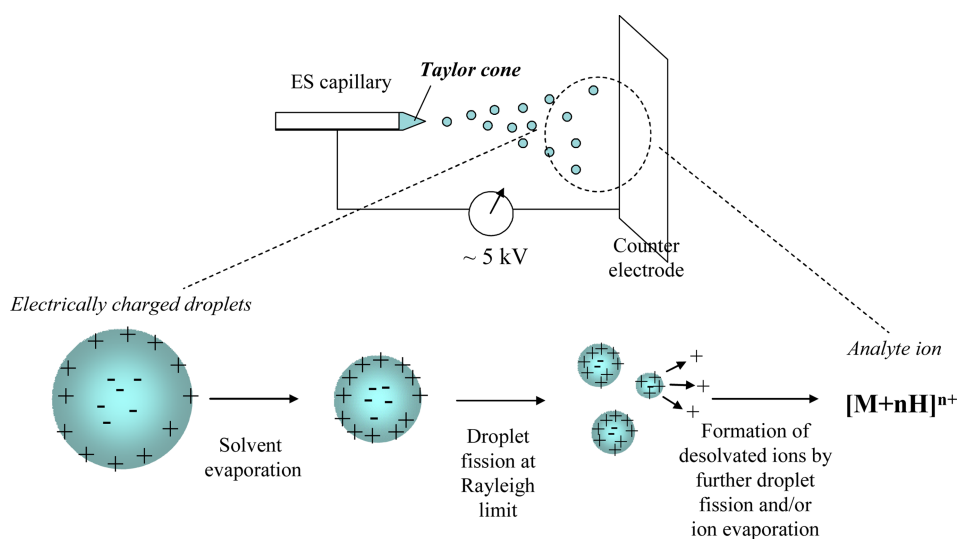 Taylor cone
ES capillary
~ 5 kV
Counter
electrode
Electrically charged droplets
Analyte ion
Solvent
evaporation
Droplet
fission at
Rayleigh
limit
Formation of
desolvated ions by
further droplet
fission and/or
ion evaporation
[M+nH]ⁿ⁺